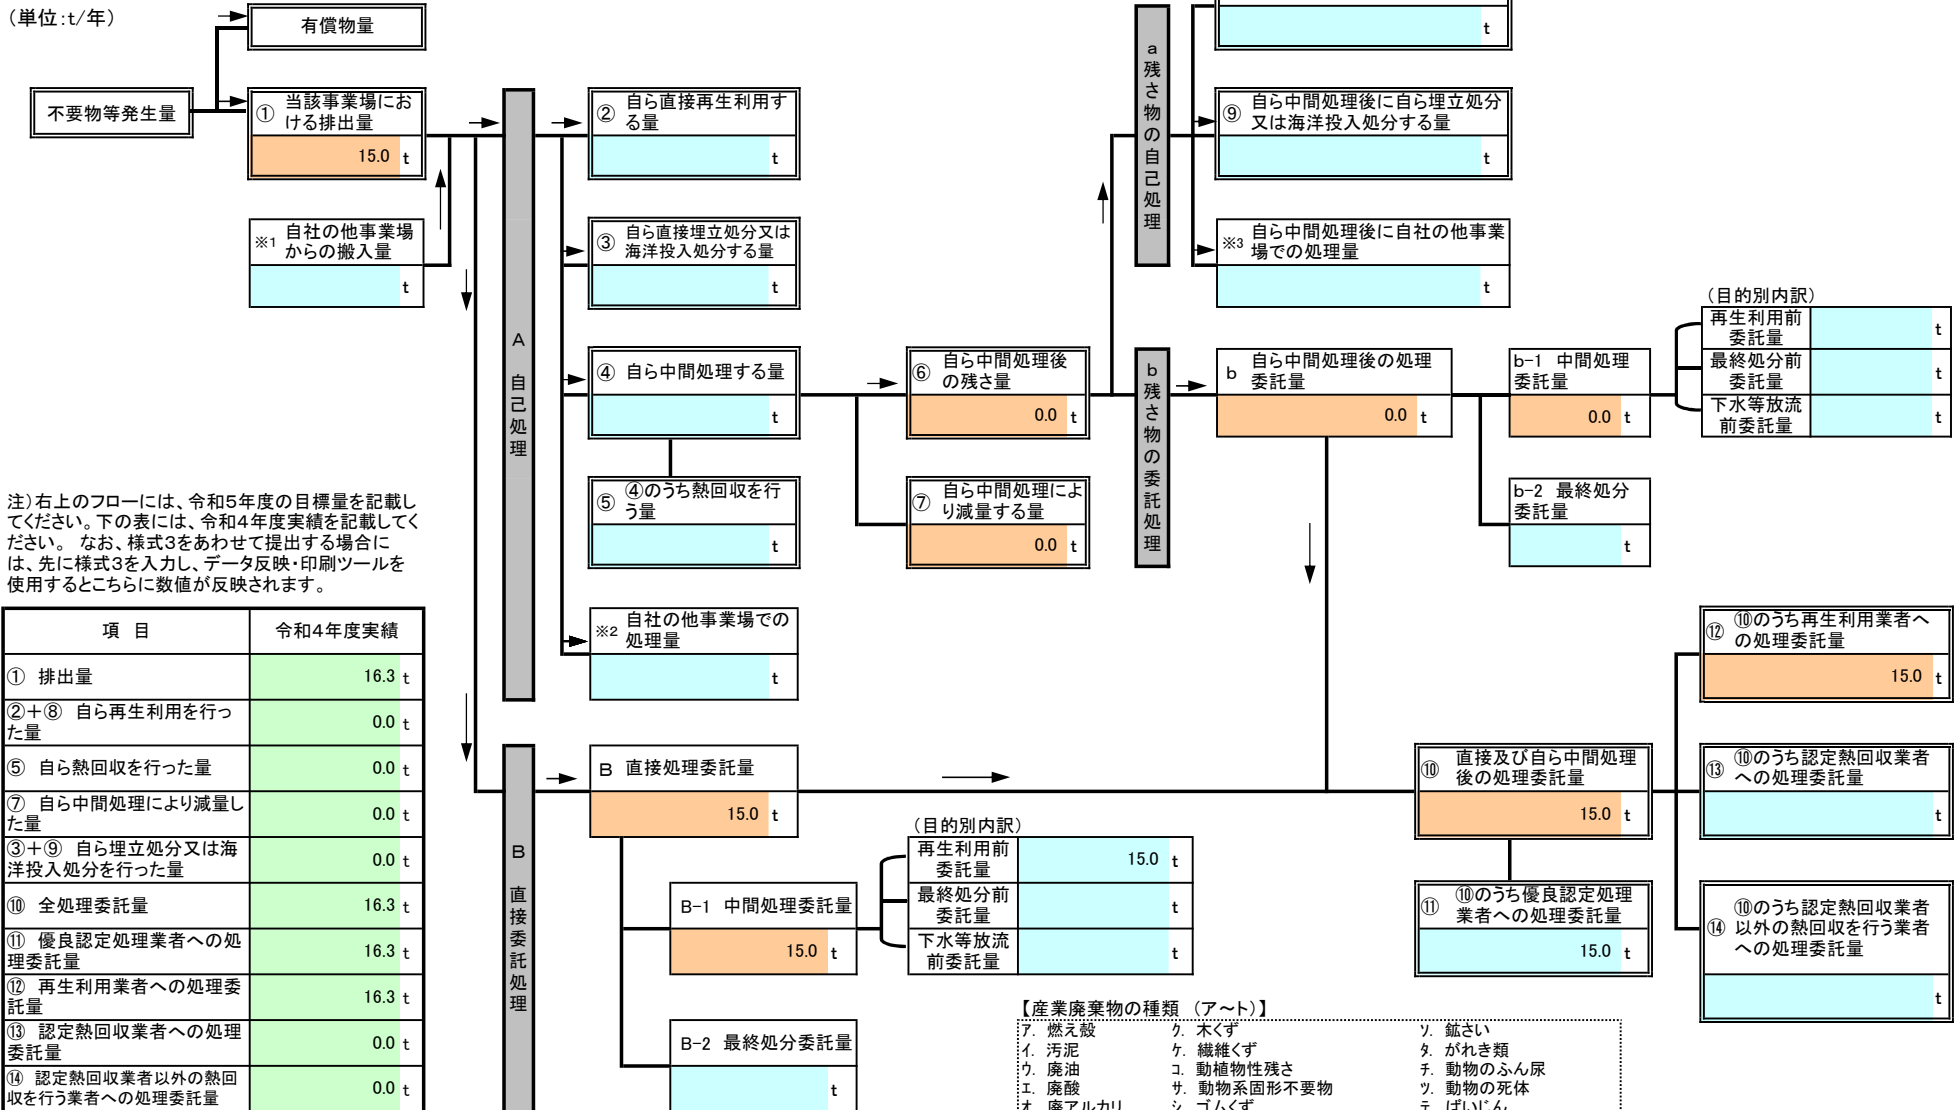 （単位：t/年）
有償物量
不要物等発生量
① 当該事業場にお
ける排出量
15.0 t
※1 自社の他事業場
からの搬入量
t
A 自己処理
② 自ら直接再生利用す
る量
t
③ 自ら直接埋立処分又は
海洋投入処分する量
t
④ 自ら中間処理する量
t
⑤ ④のうち熱回収を行
う量
t
※2 自社の他事業場での
処理量
t
⑥ 自ら中間処理後
の残さ量
0.0 t
⑦ 自ら中間処理によ
り減量する量
0.0 t
a 残さ物の自己処理
t
⑨ 自ら中間処理後に自ら埋立処分
又は海洋投入処分する量
t
※3 自ら中間処理後に自社の他事業
場での処理量
t
b 残さ物の委託処理
b 自ら中間処理後の処理
委託量
0.0 t
b-1 中間処理
委託量
0.0 t
b-2 最終処分
委託量
t
（目的別内訳）
再生利用前
委託量
t
最終処分前
委託量
t
下水等放流
前委託量
t
注）右上のフローには、令和5年度の目標量を記載し
てください。下の表には、令和4年度実績を記載してく
ださい。 なお、様式3をあわせて提出する場合に
は、先に様式3を入力し、データ反映・印刷ツールを
使用するとこちらに数値が反映されます。
項 目 令和4年度実績
① 排出量 16.3 t
②＋⑧ 自ら再生利用を行っ
た量
0.0 t
⑤ 自ら熱回収を行った量 0.0 t
⑦ 自ら中間処理により減量し
た量
0.0 t
③＋⑨ 自ら埋立処分又は海
洋投入処分を行った量
0.0 t
⑩ 全処理委託量 16.3 t
⑪ 優良認定処理業者への処
理委託量
16.3 t
⑫ 再生利用業者への処理委
託量
16.3 t
⑬ 認定熱回収業者への処理
委託量
0.0 t
⑭ 認定熱回収業者以外の熱回
収を行う業者への処理委託量
0.0 t
B 直接委託処理
B 直接処理委託量
15.0 t
B-1 中間処理委託量
15.0 t
B-2 最終処分委託量
t
（目的別内訳）
再生利用前
委託量
15.0 t
最終処分前
委託量
t
下水等放流
前委託量
t
⑩ 直接及び自ら中間処理
後の処理委託量
15.0 t
⑪ ⑩のうち優良認定処理
業者への処理委託量
15.0 t
⑫ ⑩のうち再生利用業者へ
の処理委託量
15.0 t
⑬ ⑩のうち認定熱回収業者
への処理委託量
t
⑭ ⑩のうち認定熱回収業者
以外の熱回収を行う業者
への処理委託量
t
【産業廃棄物の種類 （ア～ト）】
ア. 燃え殻 ク. 木くず ソ. 鉱さい
イ. 汚泥 ケ. 繊維くず タ. がれき類
ウ. 廃油 コ. 動植物性残さ チ. 動物のふん尿
エ. 廃酸 サ. 動物系固形不要物 ツ. 動物の死体
オ. 廃アルカリ シ. ゴムくず テ. ばいじん